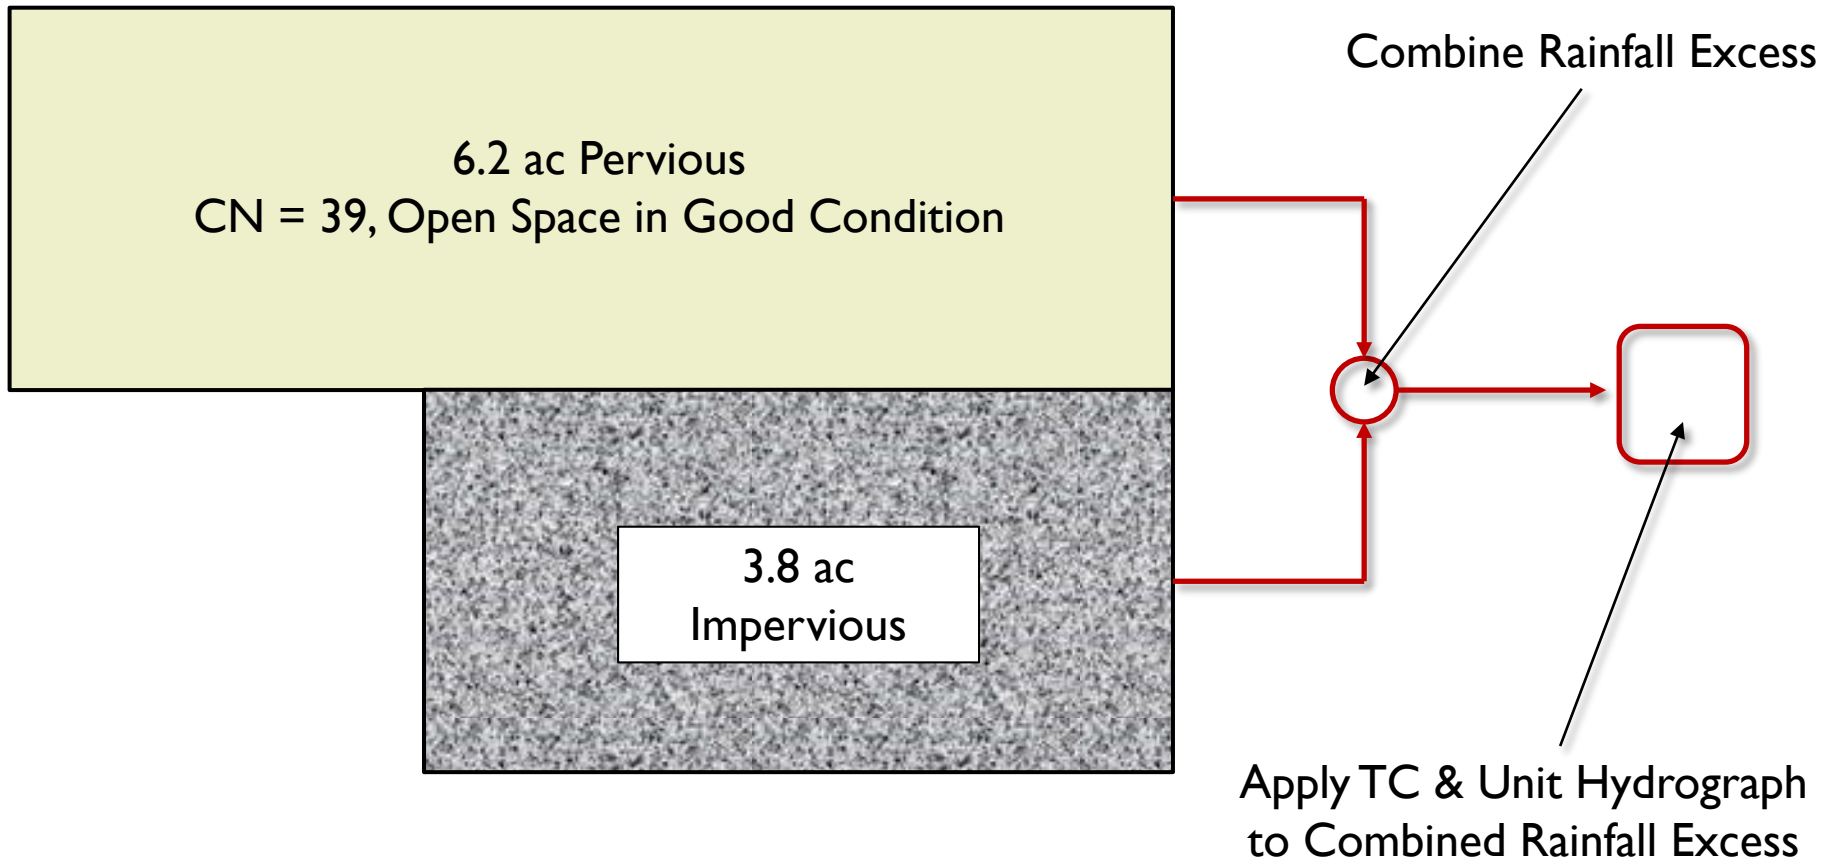 Combine Rainfall Excess
6.2 ac Pervious
CN = 39, Open Space in Good Condition
3.8 ac
Impervious
Apply TC & Unit Hydrograph
to Combined Rainfall Excess